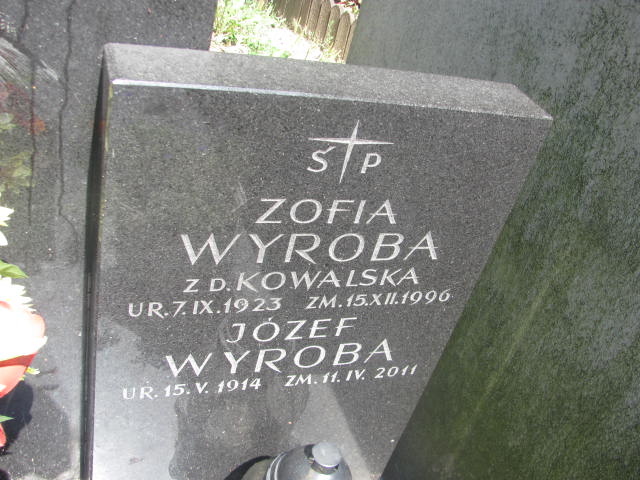 Ś P
ZOFIA
WYROBA
Z D. KOWALSKA
UR. 7. IX. 1923 ZM. 15. XII. 1996
JÓZEF
WYROBA
UR. 15. V. 1914 ZM. 11. IV. 2011